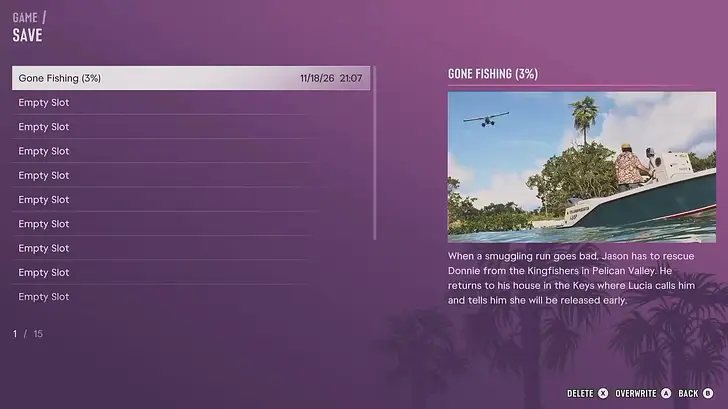 GAME /
SAVE
Gone Fishing (3%) 11/18/26 21:07
Empty Slot
Empty Slot
Empty Slot
Empty Slot
Empty Slot
Empty Slot
Empty Slot
Empty Slot
Empty Slot
1 / 15
GONE FISHING (3%)
When a smuggling run goes bad, Jason has to rescue
Donnie from the Kingfishers in Pelican Valley. He
returns to his house in the Keys where Lucia calls him
and tells him she will be released early.
DELETE X OVERWRITE A BACK B